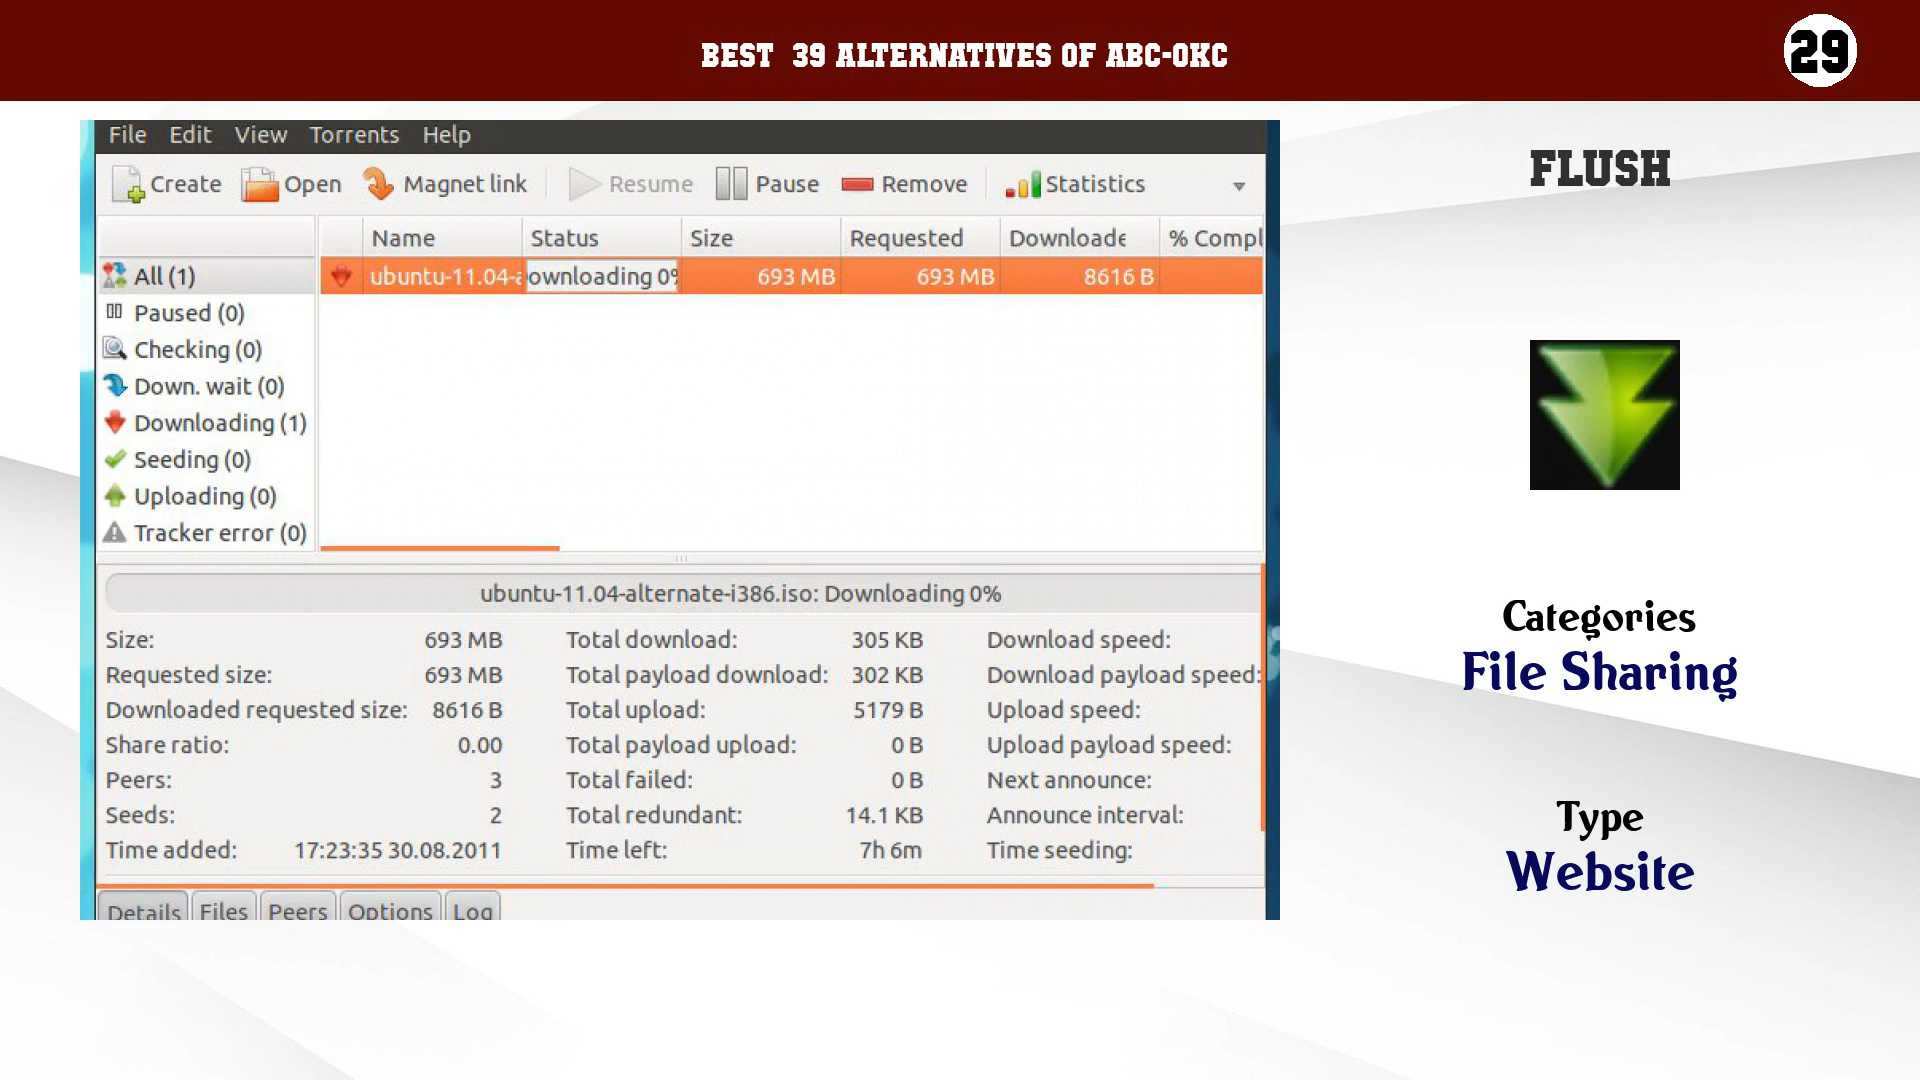 BEST 39 ALTERNATIVES OF ABC-OKC
29
File Edit View Torrents Help
Create Open Magnet link Resume Pause Remove Statistics
Name Status Size Requested Downloade % Compl
All (1)
ubuntu-11.04-a ownloading 0% 693 MB 693 MB 8616 B
Paused (0)
Checking (0)
Down. wait (0)
Downloading (1)
Seeding (0)
Uploading (0)
Tracker error (0)
ubuntu-11.04-alternate-i386.iso: Downloading 0%
Size: 693 MB Total download: 305 KB Download speed:
Requested size: 693 MB Total payload download: 302 KB Download payload speed:
Downloaded requested size: 8616 B Total upload: 5179 B Upload speed:
Share ratio: 0.00 Total payload upload: 0 B Upload payload speed:
Peers: 3 Total failed: 0 B Next announce:
Seeds: 2 Total redundant: 14.1 KB Announce interval:
Time added: 17:23:35 30.08.2011 Time left: 7h 6m Time seeding:
Details Files Peers Options Log
FLUSH
Categories
File Sharing
Type
Website